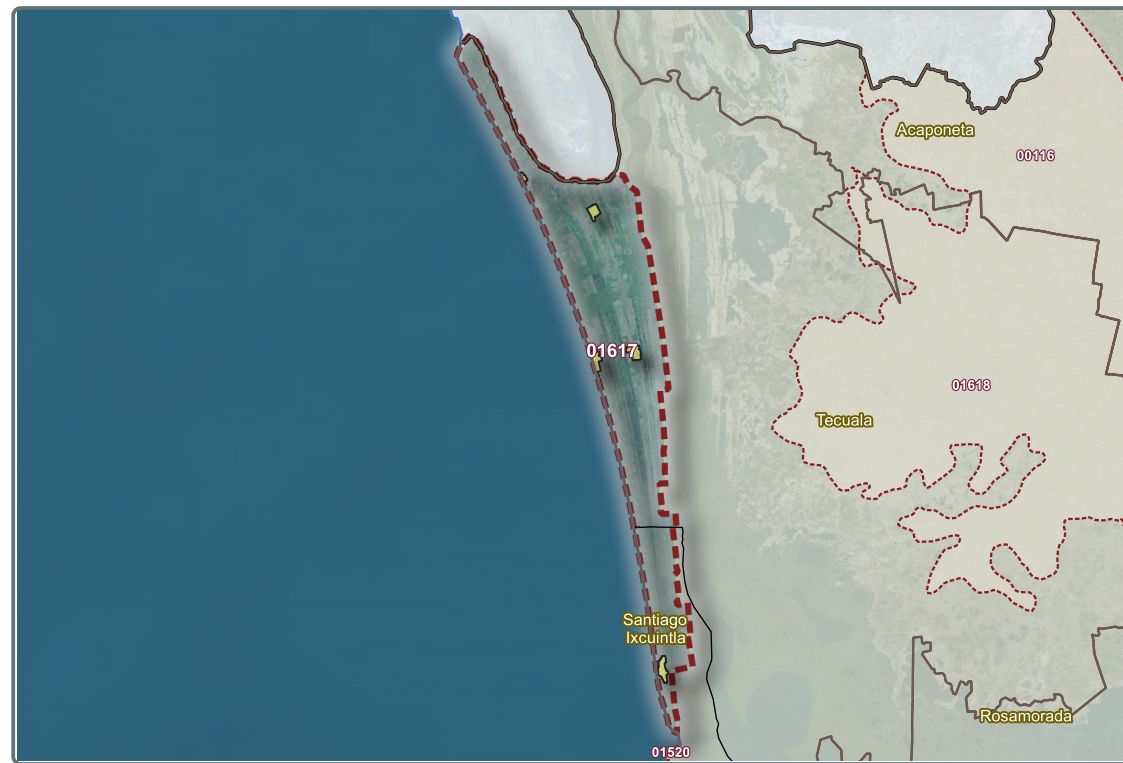 Acaponeta
00116
01617
01618
Tecuala
Santiago
Ixcuintla
Rosamorada
01520